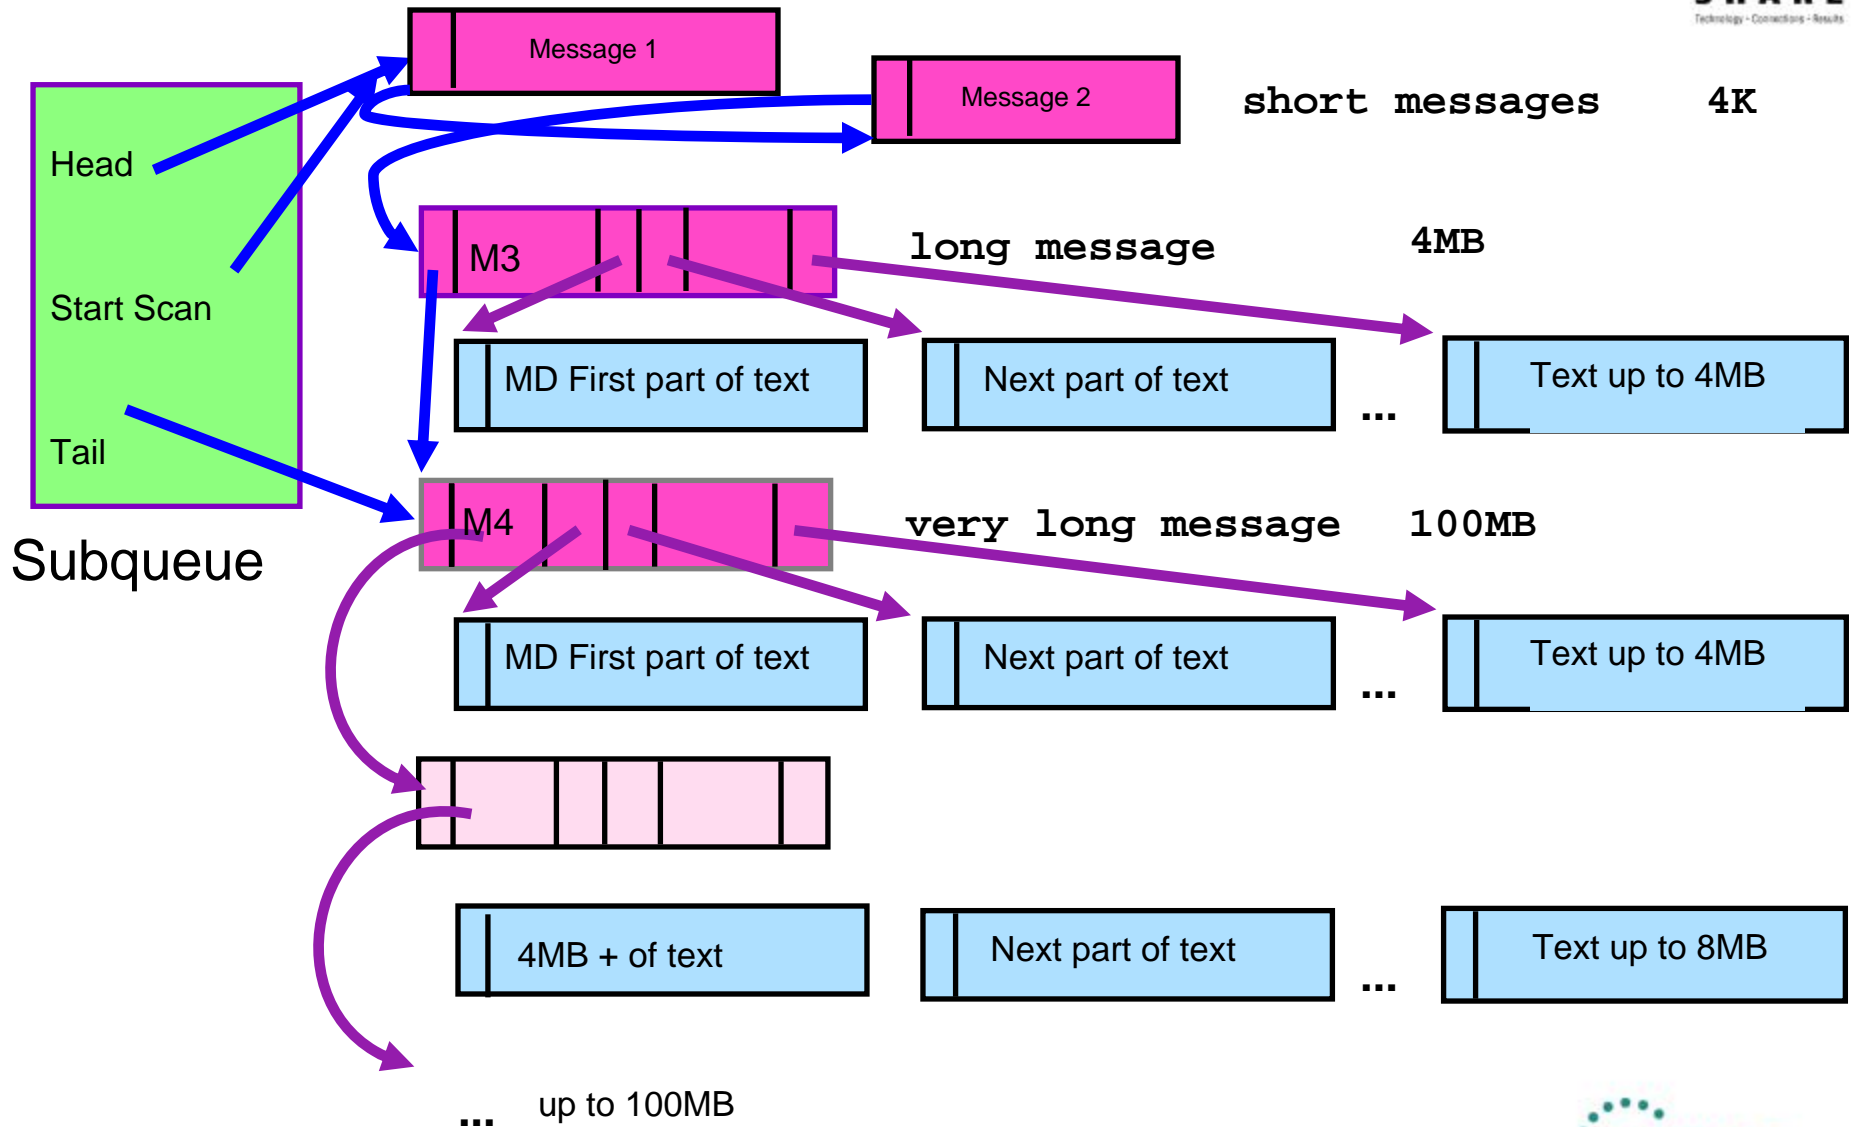 Technology - Connections - Results
Message 1
Message 2
short messages 4K
Head
M3
long message 4MB
Start Scan
MD First part of text
Next part of text
...
Text up to 4MB
Tail
M4
very long message 100MB
Subqueue
MD First part of text
Next part of text
...
Text up to 4MB
4MB + of text
Next part of text
...
Text up to 8MB
... up to 100MB